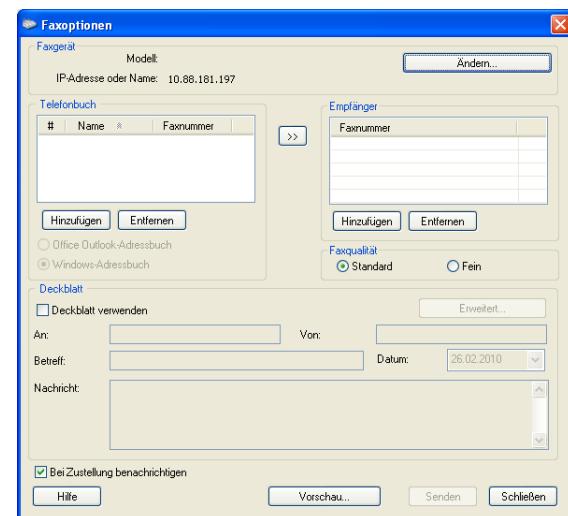 Faxoptionen
Faxgerät
Modell:
Ändern...
IP-Adresse oder Name: 10.88.181.197
Telefonbuch
# Name Faxnummer
>>
Hinzufügen Entfernen
Office Outlook-Adressbuch
Windows-Adressbuch
Empfänger
Faxnummer
Hinzufügen Entfernen
Faxqualität
Standard Fein
Deckblatt
Deckblatt verwenden Erweitert...
An: Von:
Betreff: Datum: 26.02.2010
Nachricht:
Bei Zustellung benachrichtigen
Hilfe Vorschau... Senden Schließen